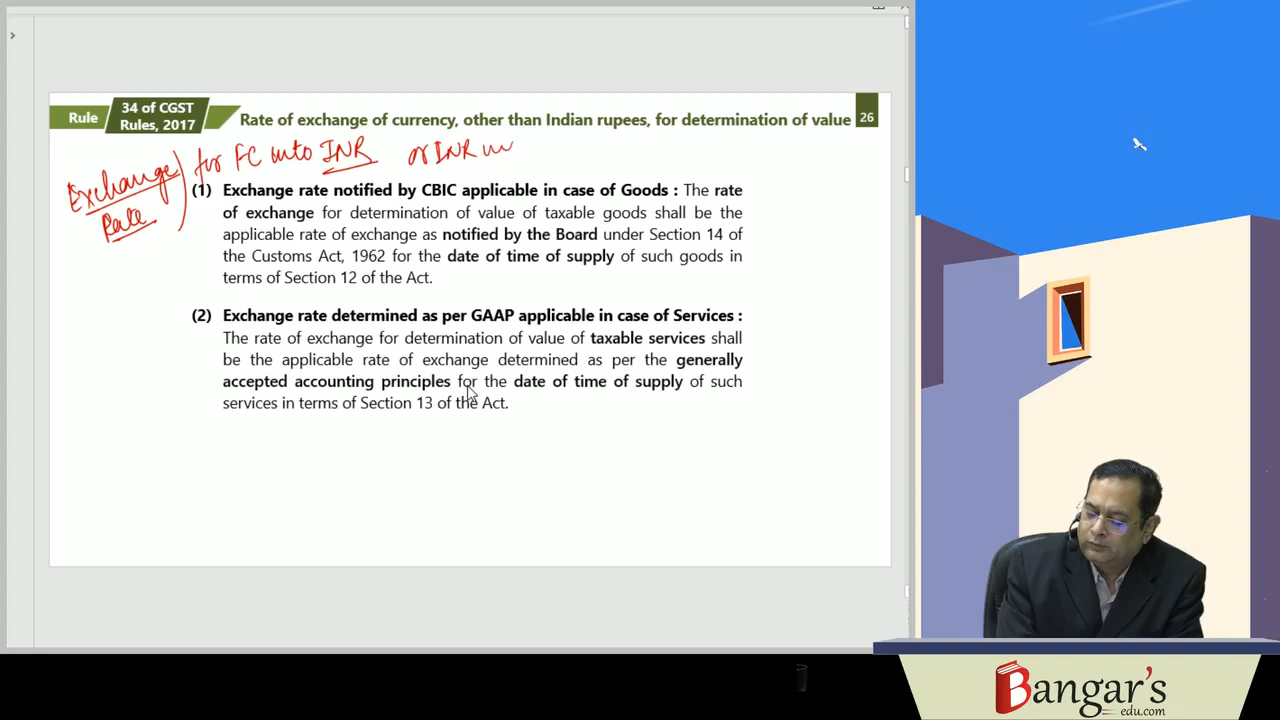 Rule
34 of CGST
Rules, 2017
Rate of exchange of currency, other than Indian rupees, for determination of value
26
Exchange
Rate
for FC into INR or INR
(1) Exchange rate notified by CBIC applicable in case of Goods : The rate
of exchange for determination of value of taxable goods shall be the
applicable rate of exchange as notified by the Board under Section 14 of
the Customs Act, 1962 for the date of time of supply of such goods in
terms of Section 12 of the Act.
(2) Exchange rate determined as per GAAP applicable in case of Services :
The rate of exchange for determination of value of taxable services shall
be the applicable rate of exchange determined as per the generally
accepted accounting principles for the date of time of supply of such
services in terms of Section 13 of the Act.
Bangar's
edu.com